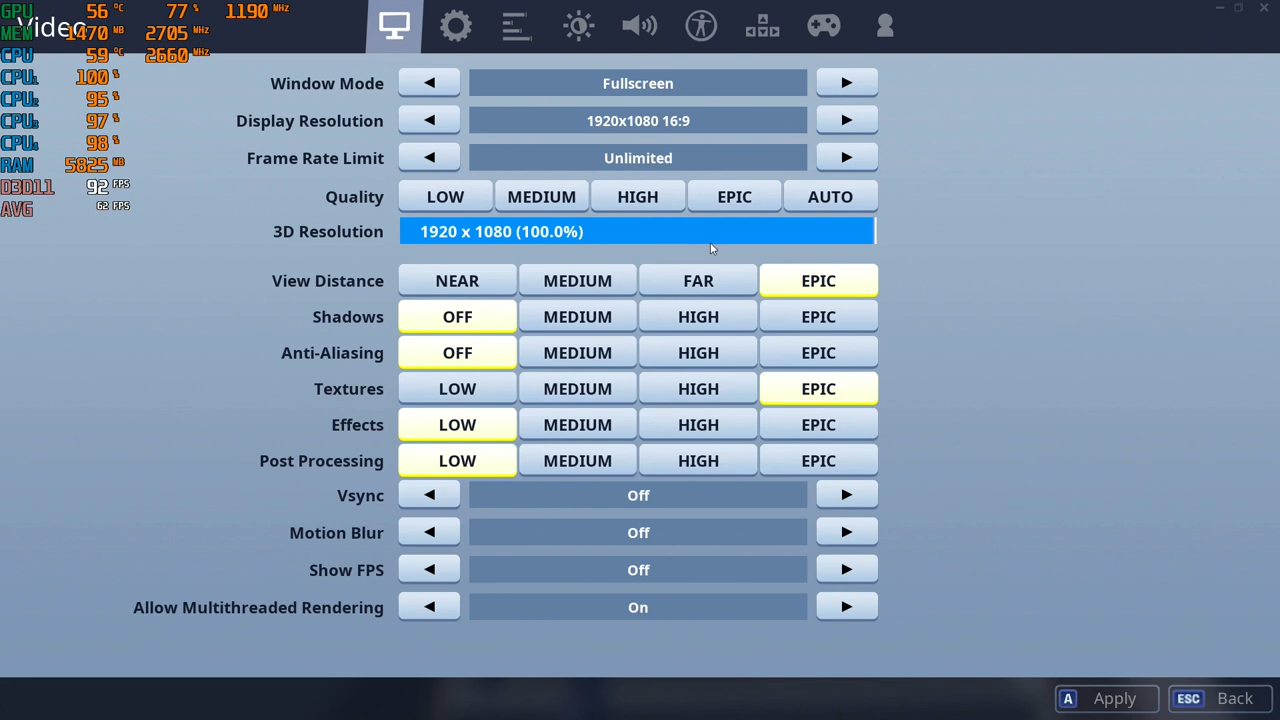 GPU 56 °C 77 % 1190 MHz
Video
MEM 1470 MB 2705 MHz
CPU 59 °C 2660 MHz
CPU1 100 %
CPU2 95 %
CPU3 97 %
CPU4 98 %
RAM 5825 MB
D3D11 92 FPS
AVG 62 FPS
Window Mode ◀ Fullscreen ▶
Display Resolution ◀ 1920x1080 16:9 ▶
Frame Rate Limit ◀ Unlimited ▶
Quality LOW MEDIUM HIGH EPIC AUTO
3D Resolution 1920 x 1080 (100.0%)
View Distance NEAR MEDIUM FAR EPIC
Shadows OFF MEDIUM HIGH EPIC
Anti-Aliasing OFF MEDIUM HIGH EPIC
Textures LOW MEDIUM HIGH EPIC
Effects LOW MEDIUM HIGH EPIC
Post Processing LOW MEDIUM HIGH EPIC
Vsync ◀ Off ▶
Motion Blur ◀ Off ▶
Show FPS ◀ Off ▶
Allow Multithreaded Rendering ◀ On ▶
A Apply ESC Back